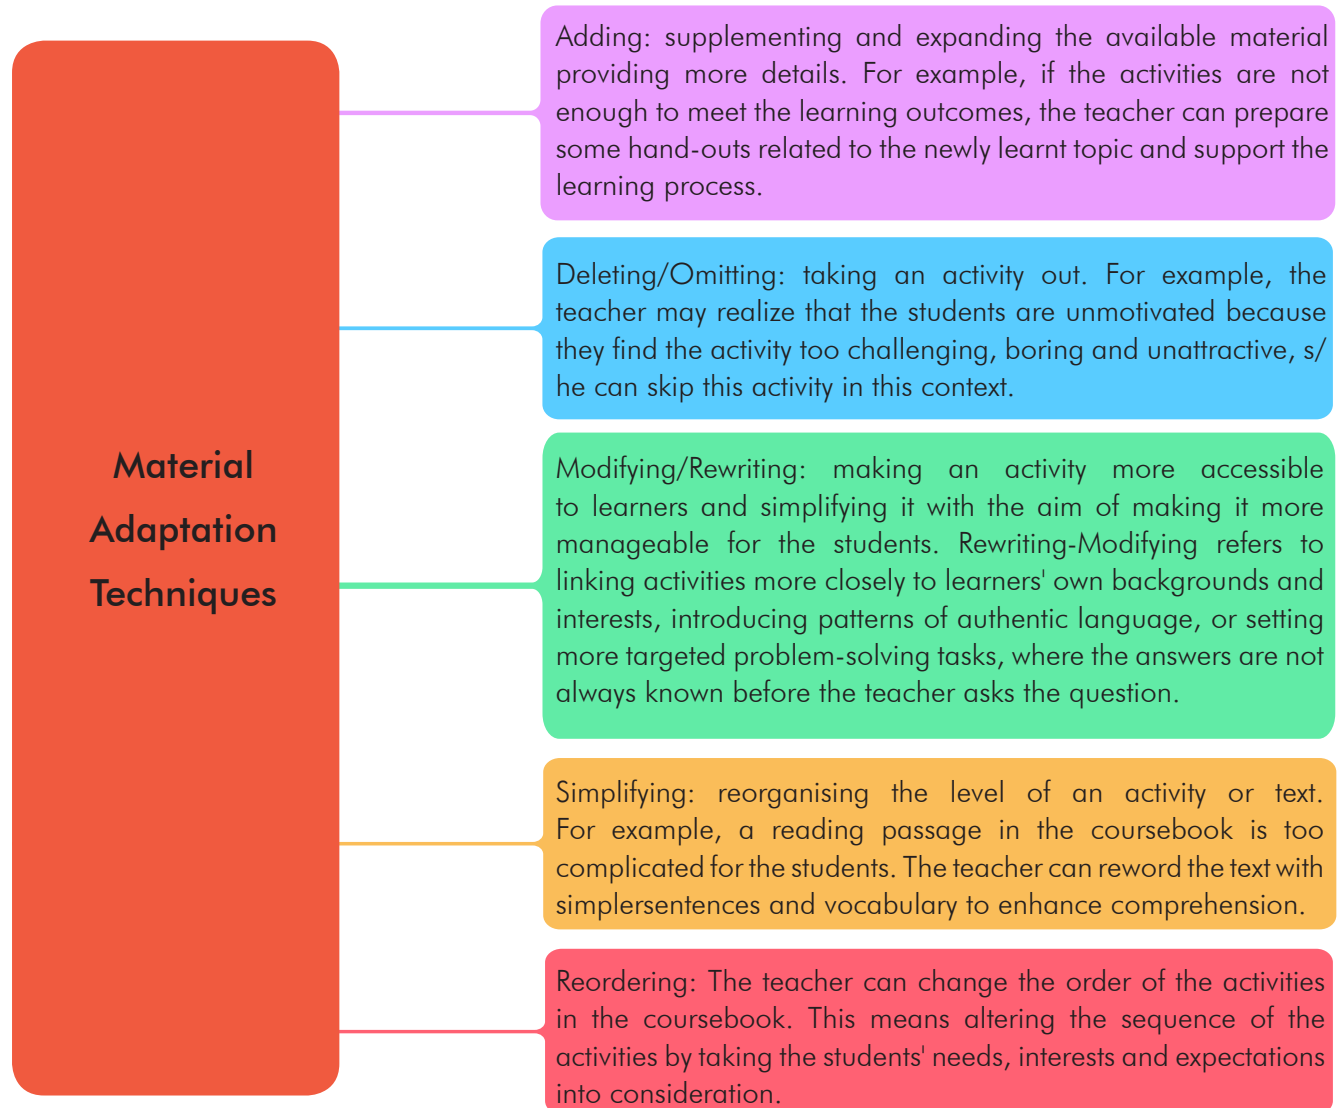 Material
Adaptation
Techniques
Adding: supplementing and expanding the available material
providing more details. For example, if the activities are not
enough to meet the learning outcomes, the teacher can prepare
some hand-outs related to the newly learnt topic and support the
learning process.
Deleting/Omitting: taking an activity out. For example, the
teacher may realize that the students are unmotivated because
they find the activity too challenging, boring and unattractive, s/
he can skip this activity in this context.
Modifying/Rewriting: making an activity more accessible
to learners and simplifying it with the aim of making it more
manageable for the students. Rewriting-Modifying refers to
linking activities more closely to learners' own backgrounds and
interests, introducing patterns of authentic language, or setting
more targeted problem-solving tasks, where the answers are not
always known before the teacher asks the question.
Simplifying: reorganising the level of an activity or text.
For example, a reading passage in the coursebook is too
complicated for the students. The teacher can reword the text with
simplersentences and vocabulary to enhance comprehension.
Reordering: The teacher can change the order of the activities
in the coursebook. This means altering the sequence of the
activities by taking the students' needs, interests and expectations
into consideration.